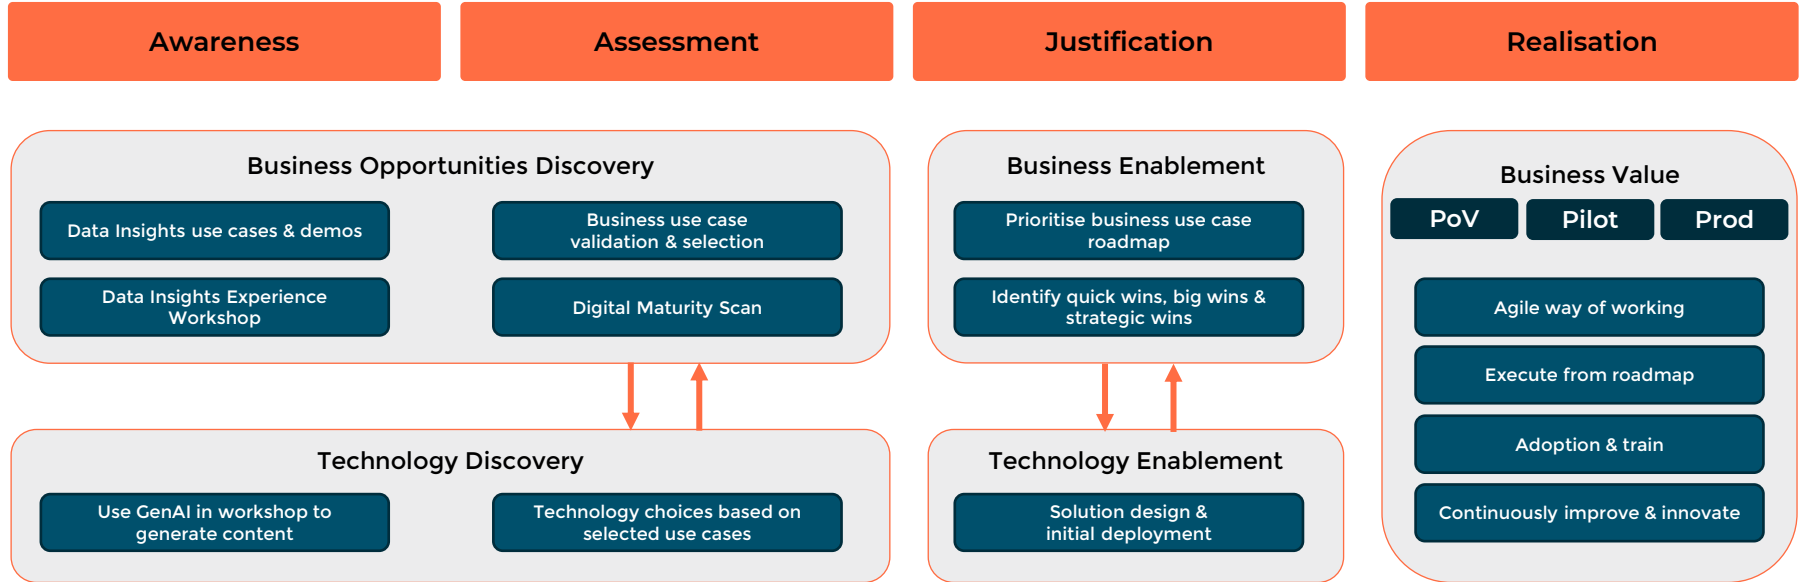 Awareness
Assessment
Justification
Realisation
Business Opportunities Discovery
Data Insights use cases & demos
Business use case
validation & selection
Data Insights Experience
Workshop
Digital Maturity Scan
Technology Discovery
Use GenAI in workshop to
generate content
Technology choices based on
selected use cases
Business Enablement
Prioritise business use case
roadmap
Identify quick wins, big wins &
strategic wins
Technology Enablement
Solution design &
initial deployment
Business Value
PoV
Pilot
Prod
Agile way of working
Execute from roadmap
Adoption & train
Continuously improve & innovate